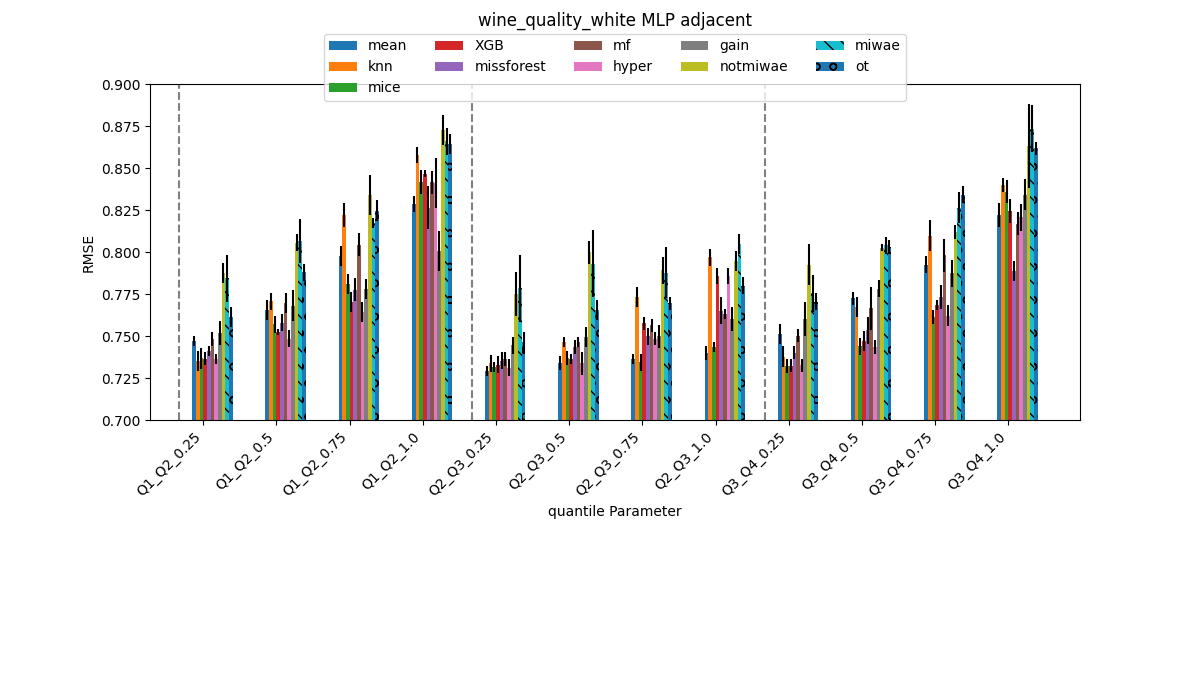 wine_quality_white MLP adjacent
mean XGB mf gain miwae
knn missforest hyper notmiwae ot
mice
0.900
0.875
0.850
0.825
0.800
0.775
0.750
0.725
0.700
RMSE
Q1_Q2_0.25
Q1_Q2_0.5
Q1_Q2_0.75
Q1_Q2_1.0
Q2_Q3_0.25
Q2_Q3_0.5
Q2_Q3_0.75
Q2_Q3_1.0
Q3_Q4_0.25
Q3_Q4_0.5
Q3_Q4_0.75
Q3_Q4_1.0
quantile Parameter